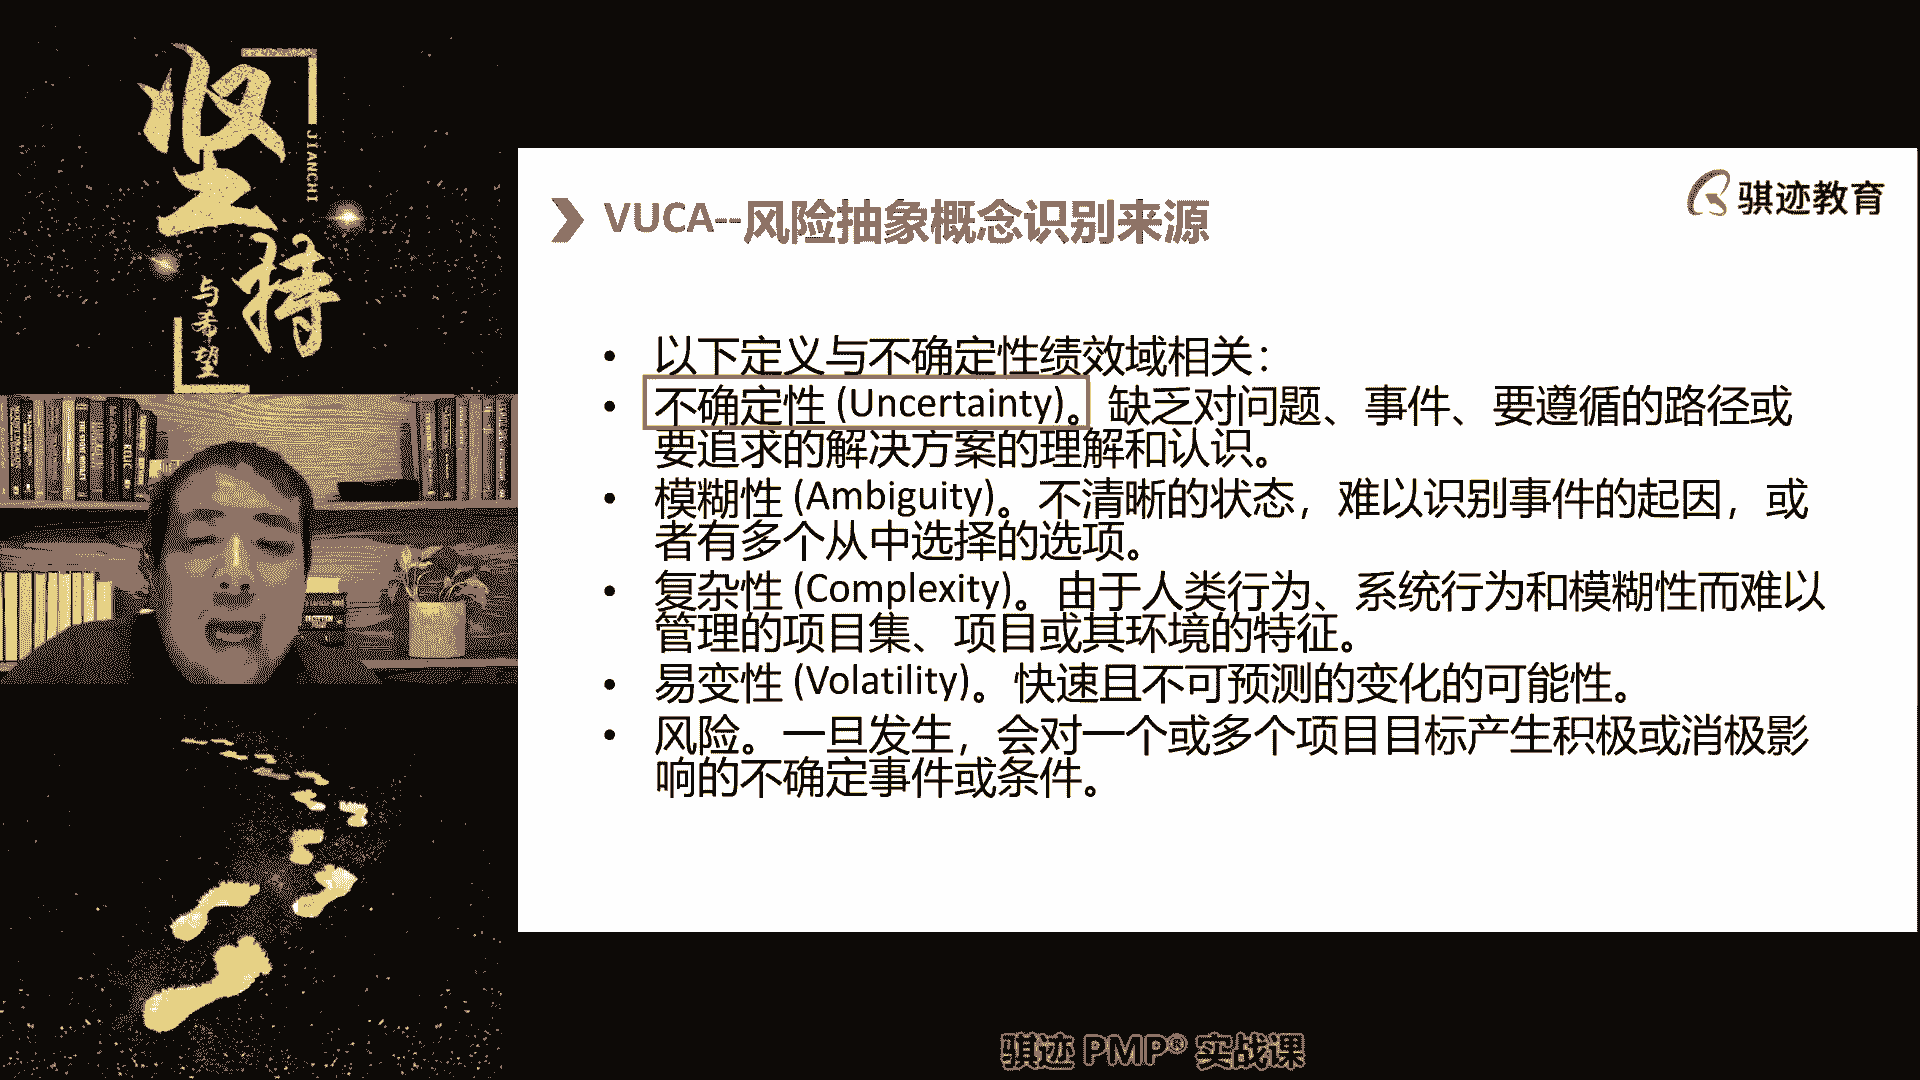 坚持
JIANCHI
与希望
骐迹教育
VUCA--风险抽象概念识别来源
• 以下定义与不确定性绩效域相关：
• 不确定性 (Uncertainty)。缺乏对问题、事件、要遵循的路径或
要追求的解决方案的理解和认识。
• 模糊性 (Ambiguity)。不清晰的状态，难以识别事件的起因，或
者有多个从中选择的选项。
• 复杂性 (Complexity)。由于人类行为、系统行为和模糊性而难以
管理的项目集、项目或其环境的特征。
• 易变性 (Volatility)。快速且不可预测的变化的可能性。
• 风险。一旦发生，会对一个或多个项目目标产生积极或消极影
响的不确定事件或条件。
骐迹 PMP® 实战课